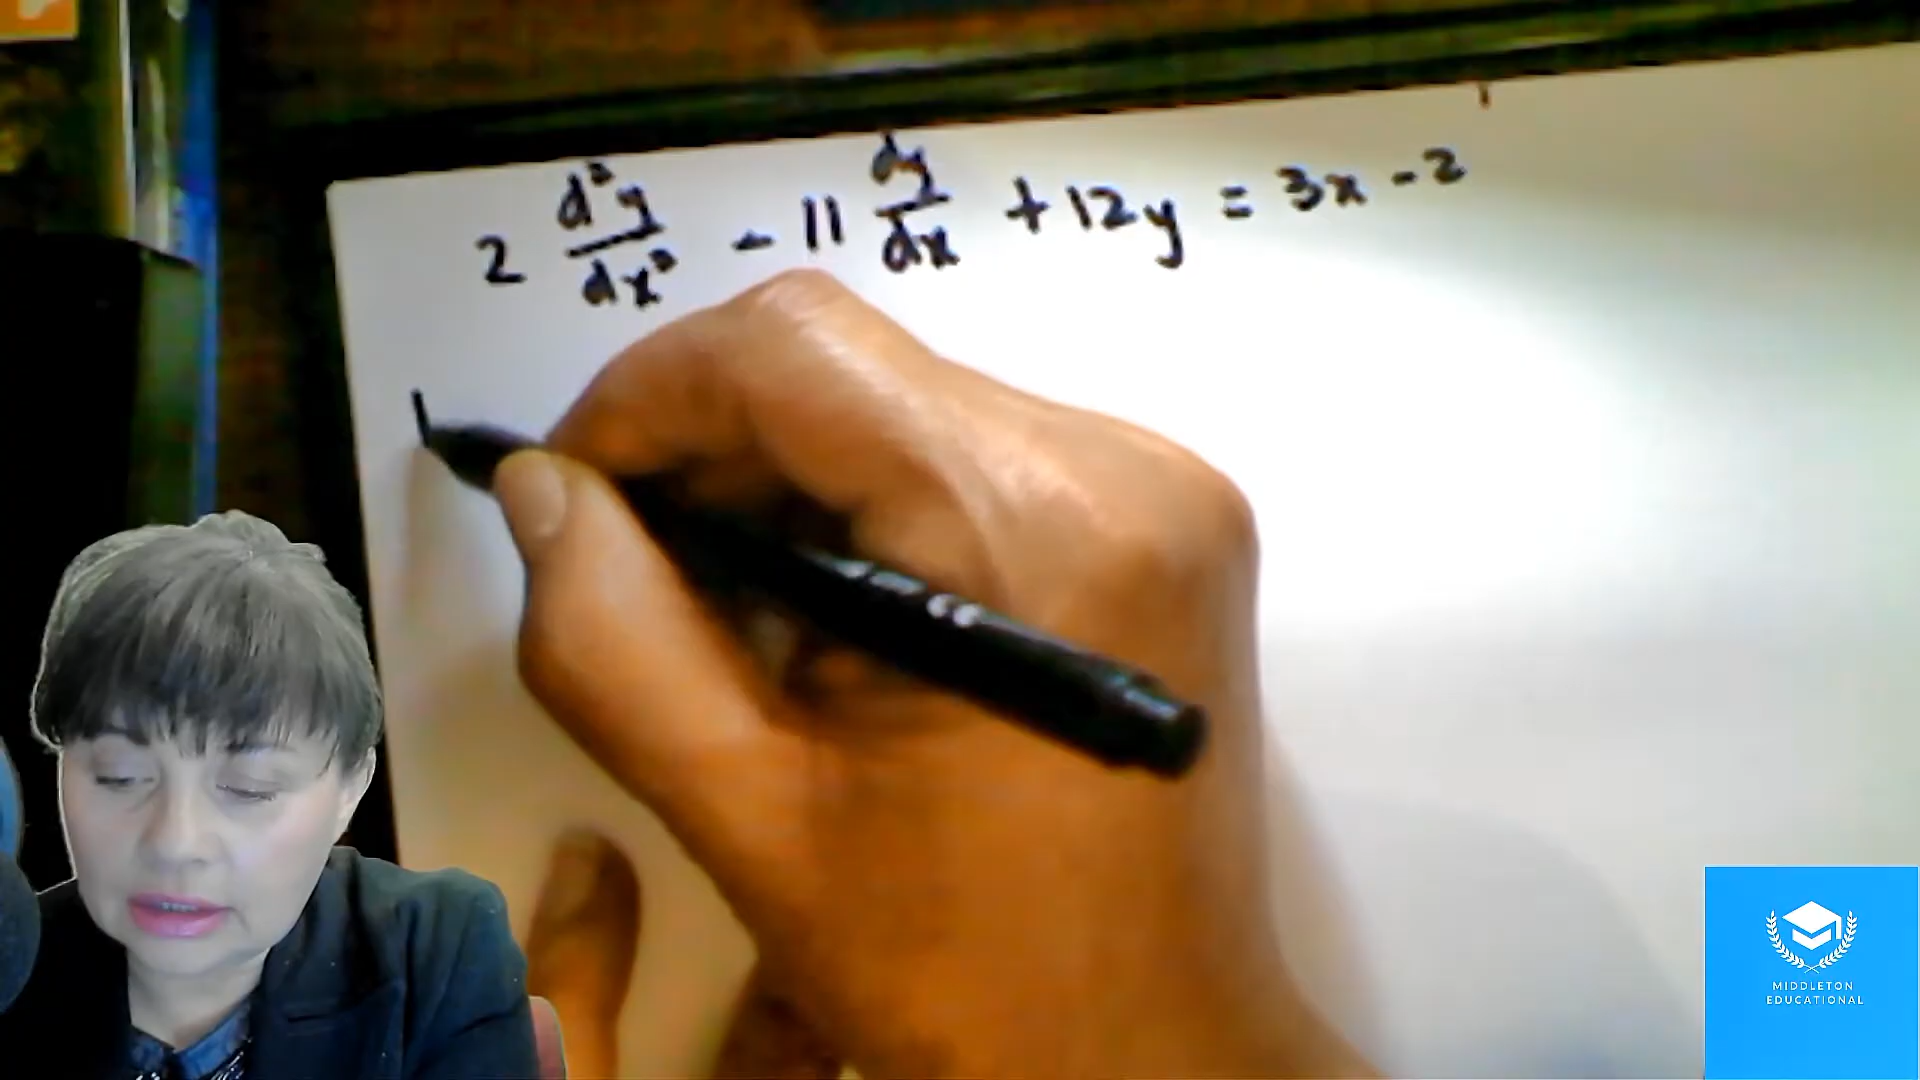 2 d²y/dx² - 11 dy/dx + 12y = 3x - 2
MIDDLETON
EDUCATIONAL